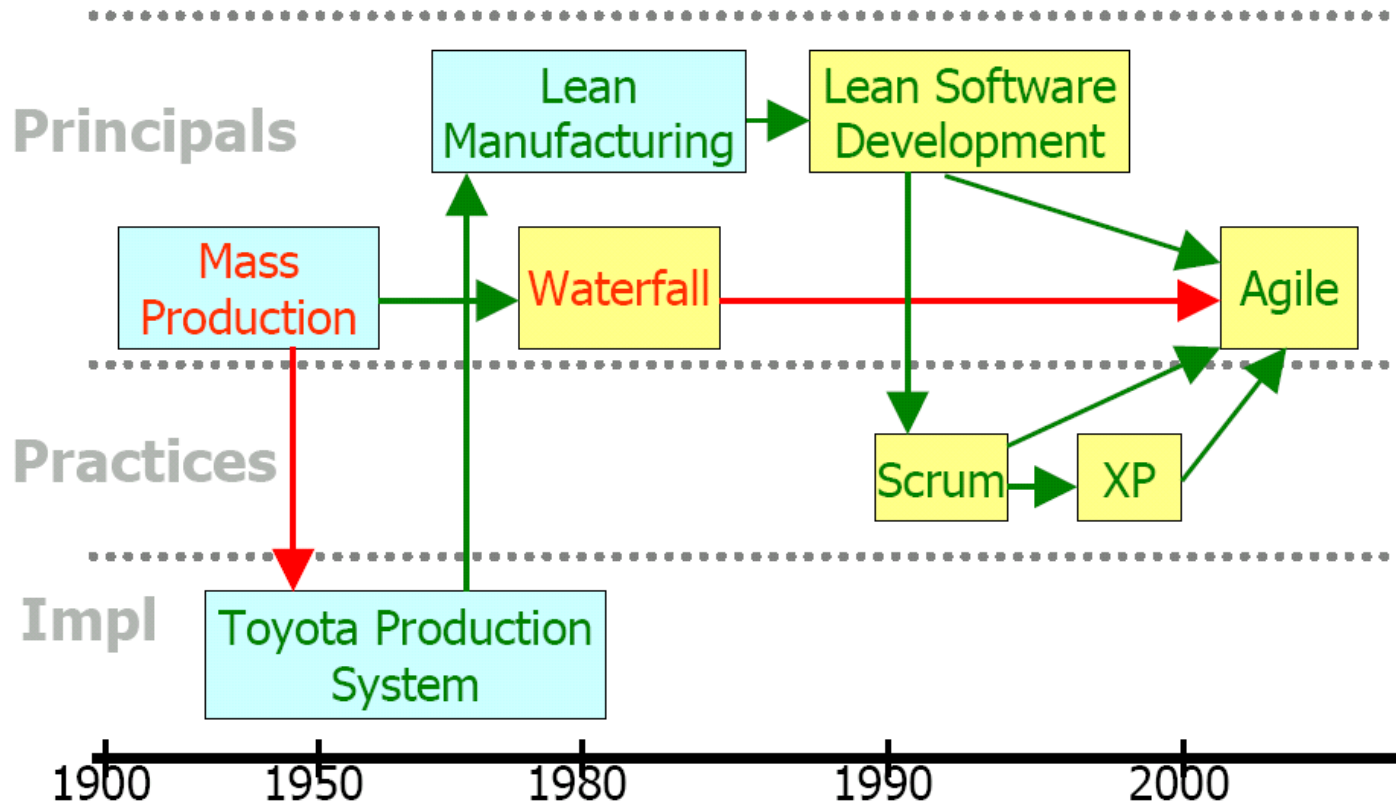 Principals
Lean
Manufacturing
Lean Software
Development
Mass
Production
Waterfall
Agile
Practices
Scrum
XP
Impl
Toyota Production
System
1900
1950
1980
1990
2000